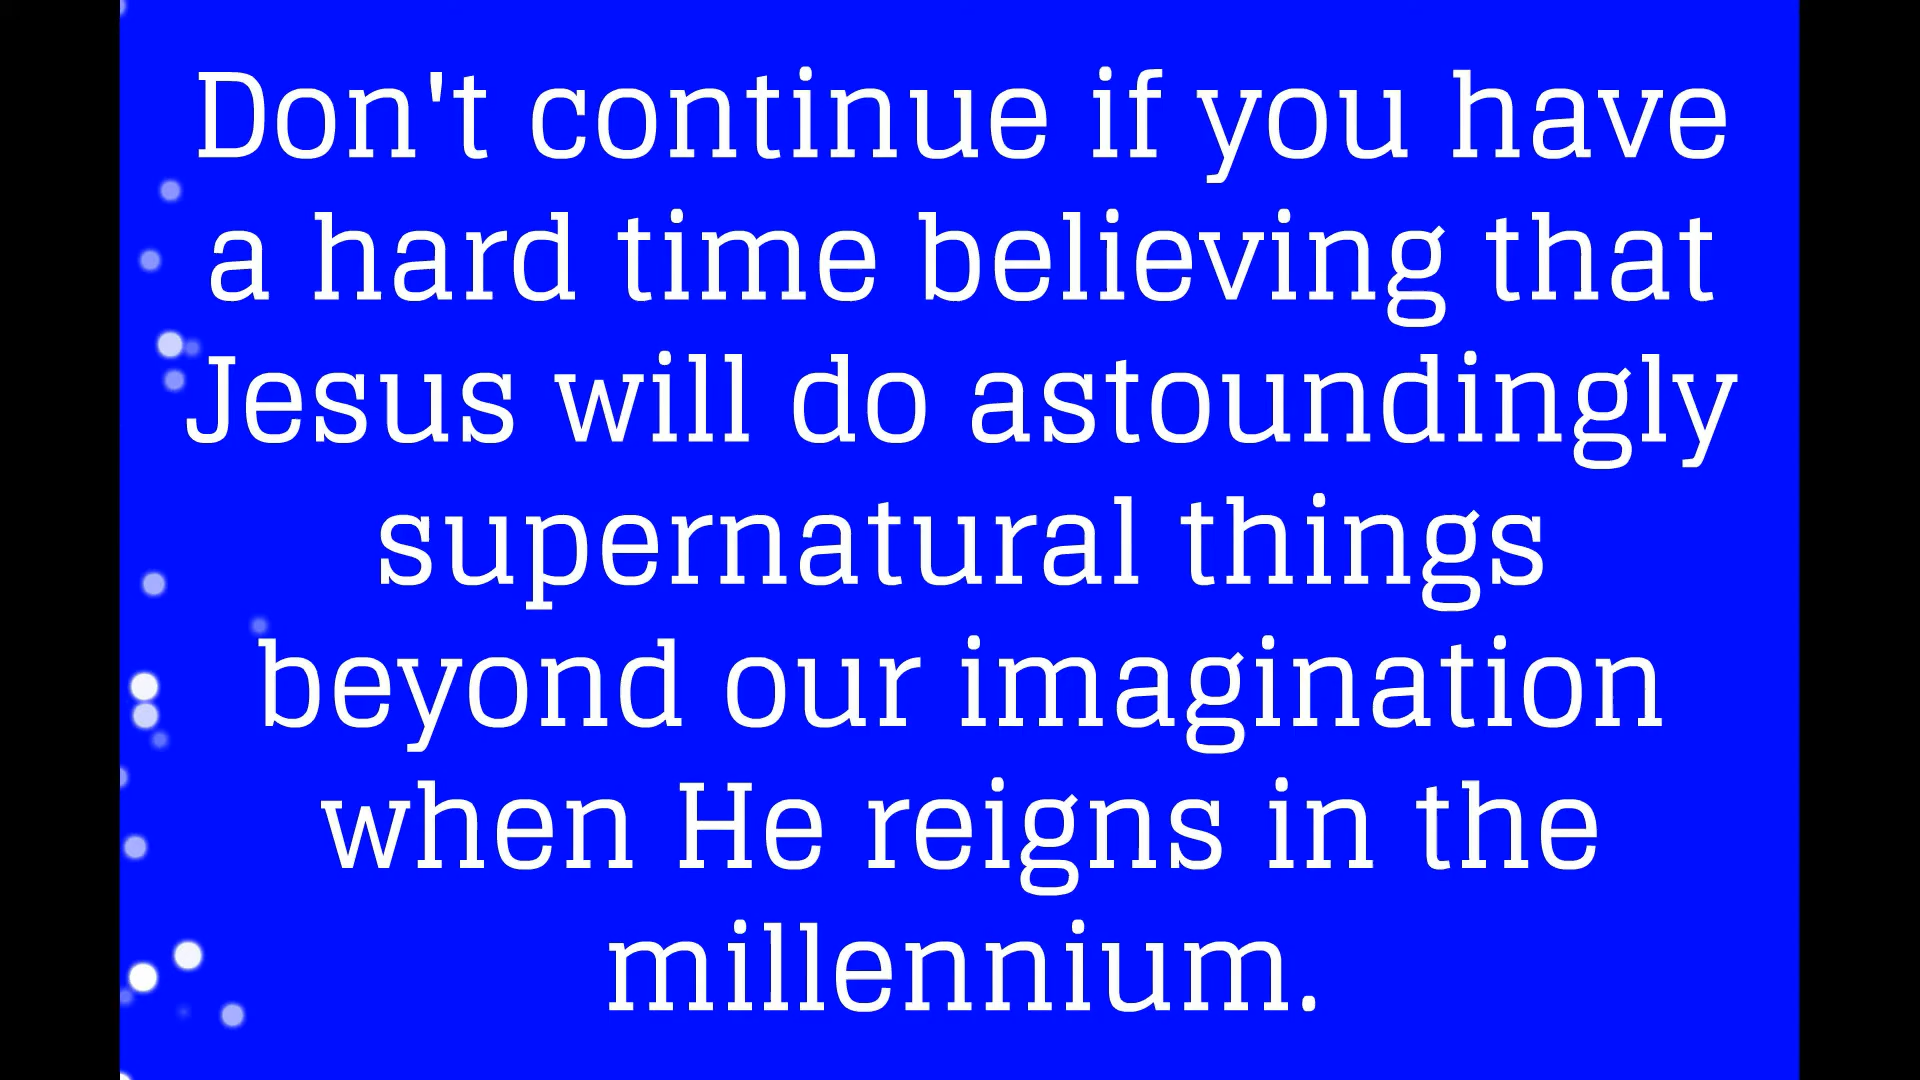 Don't continue if you have
a hard time believing that
Jesus will do astoundingly
supernatural things
beyond our imagination
when He reigns in the
millennium.